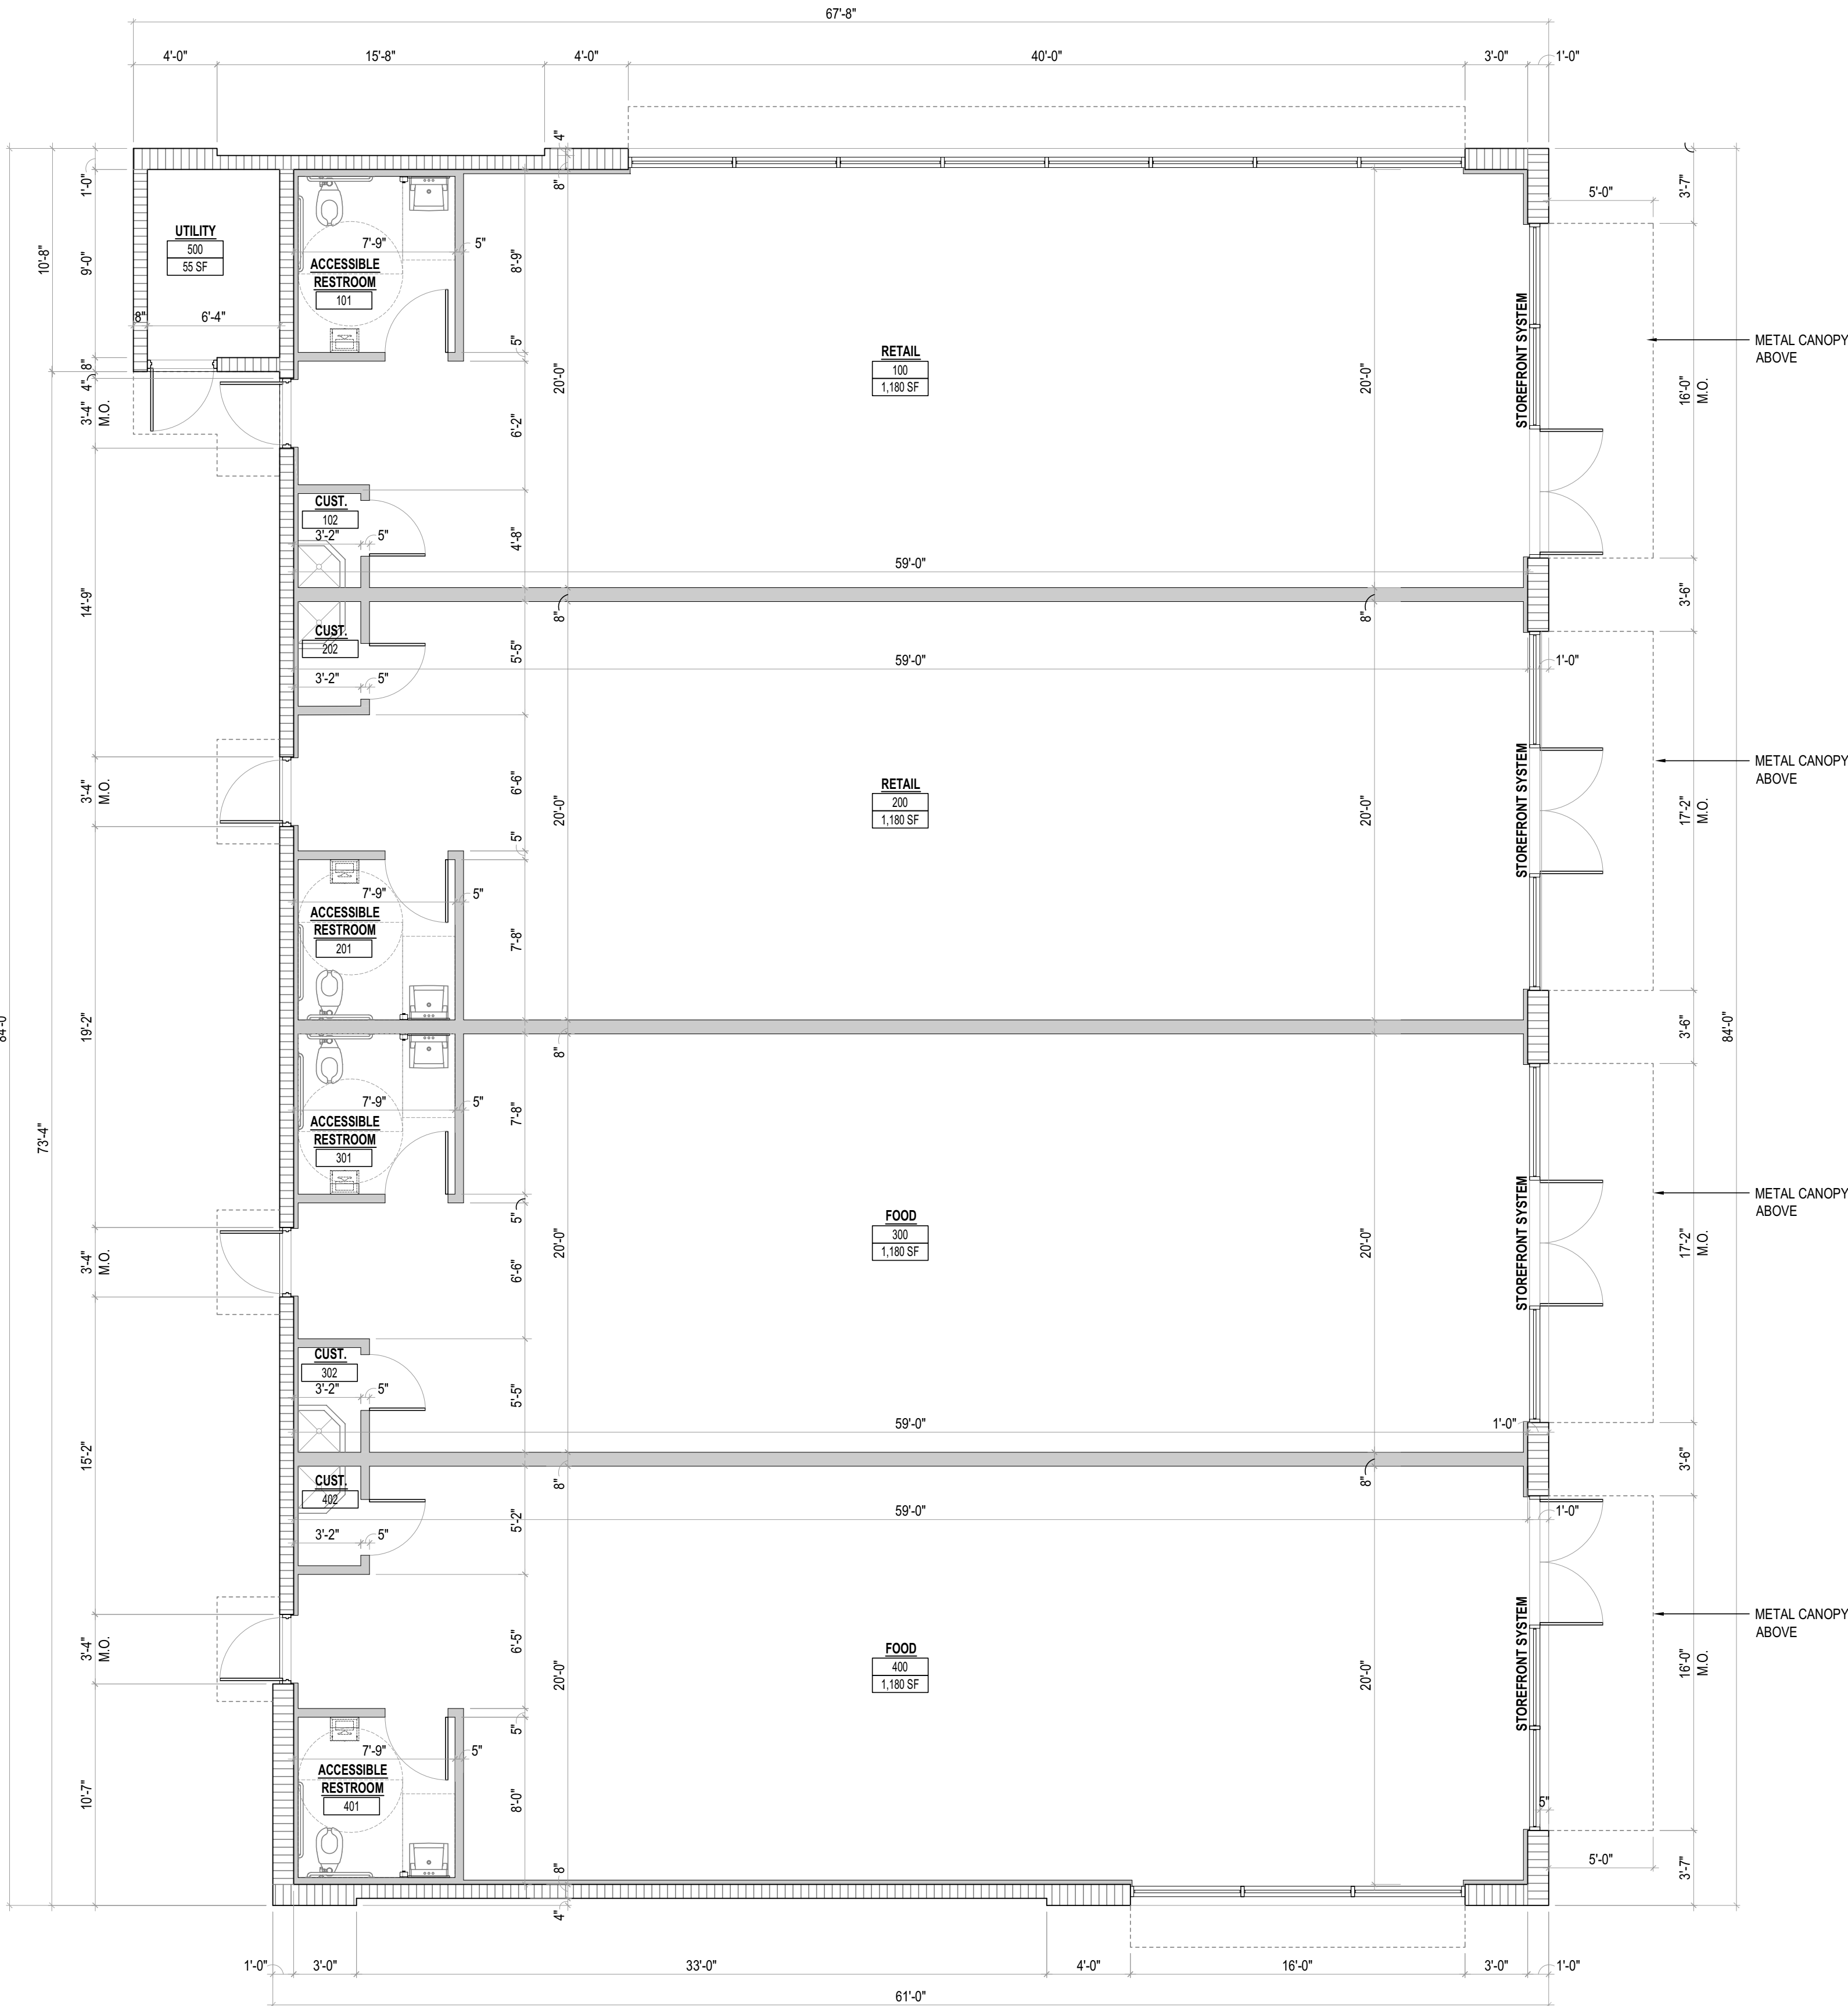 67'-8"
4'-0" 15'-8" 4'-0" 40'-0" 3'-0" 1'-0"
4"
1'-0" 8" 3'-7"
5'-0"
UTILITY
500
55 SF
10'-8" 9'-0" 7'-9" 5" 8'-9"
ACCESSIBLE
RESTROOM
101
8" 6'-4"
STOREFRONT SYSTEM
METAL CANOPY
ABOVE
5"
RETAIL
100
1,180 SF
8" 20'-0" 20'-0" 16'-0"
M.O.
4"
3'-4"
M.O.
6'-2"
CUST.
102
3'-2" 5" 4'-8"
59'-0"
14'-9" 8" 8" 3'-6"
CUST.
202
5'-5"
59'-0" 1'-0"
3'-2" 5"
STOREFRONT SYSTEM
METAL CANOPY
ABOVE
3'-4"
M.O.
6'-6"
RETAIL
200
1,180 SF
20'-0" 20'-0" 17'-2"
M.O.
5"
7'-9" 5"
ACCESSIBLE
RESTROOM
201
7'-8"
84'-0"
19'-2" 3'-6" 84'-0"
8"
7'-9" 5" 7'-8"
ACCESSIBLE
RESTROOM
301
73'-4"
METAL CANOPY
ABOVE
5"
FOOD
300
1,180 SF
STOREFRONT SYSTEM
3'-4"
M.O.
6'-6" 20'-0" 20'-0" 17'-2"
M.O.
CUST.
302
3'-2" 5" 5'-5"
59'-0" 1'-0"
15'-2" 3'-6"
8" 8"
CUST.
402
59'-0" 1'-0"
5'-2"
3'-2" 5"
METAL CANOPY
ABOVE
3'-4"
M.O.
6'-5"
FOOD
400
1,180 SF
20'-0" 20'-0" STOREFRONT SYSTEM 16'-0"
M.O.
5"
7'-9" 5"
ACCESSIBLE
RESTROOM
401
10'-7" 8'-0" 5"
8" 5'-0" 3'-7"
4"
1'-0" 3'-0" 33'-0" 4'-0" 16'-0" 3'-0" 1'-0"
61'-0"